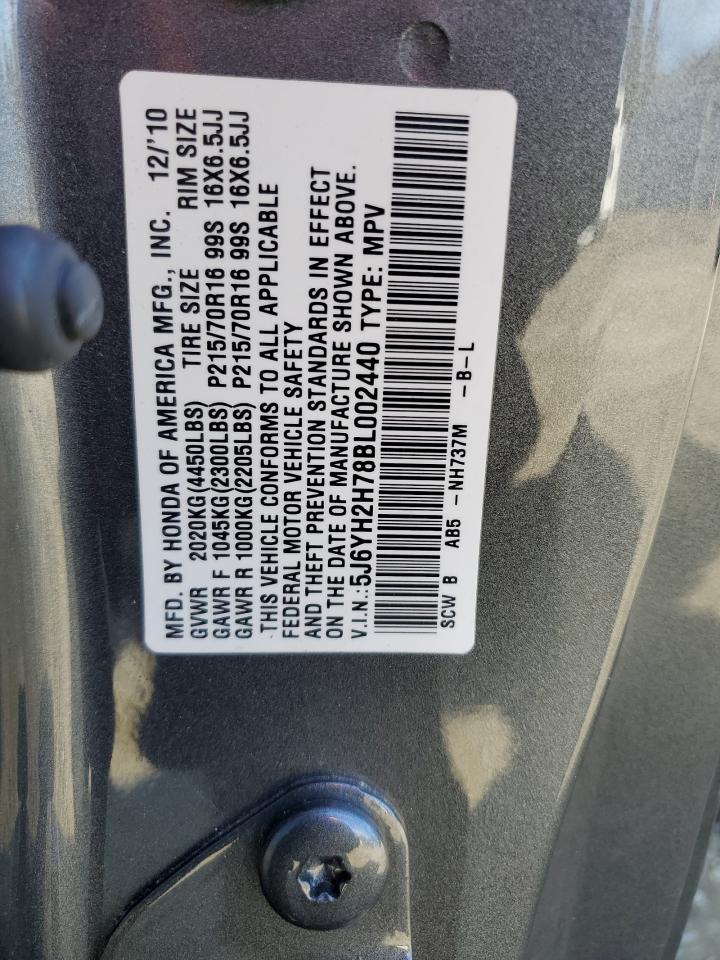 MFD. BY HONDA OF AMERICA MFG., INC. 12/'10
GVWR 2020KG(4450LBS) TIRE SIZE RIM SIZE
GAWR F 1045KG(2300LBS) P215/70R16 99S 16X6.5JJ
GAWR R 1000KG(2205LBS) P215/70R16 99S 16X6.5JJ
THIS VEHICLE CONFORMS TO ALL APPLICABLE
FEDERAL MOTOR VEHICLE SAFETY
AND THEFT PREVENTION STANDARDS IN EFFECT
ON THE DATE OF MANUFACTURE SHOWN ABOVE.
V.I.N.:5J6YH2H78BL002440 TYPE: MPV
SCW B AB5 -NH737M -B-L